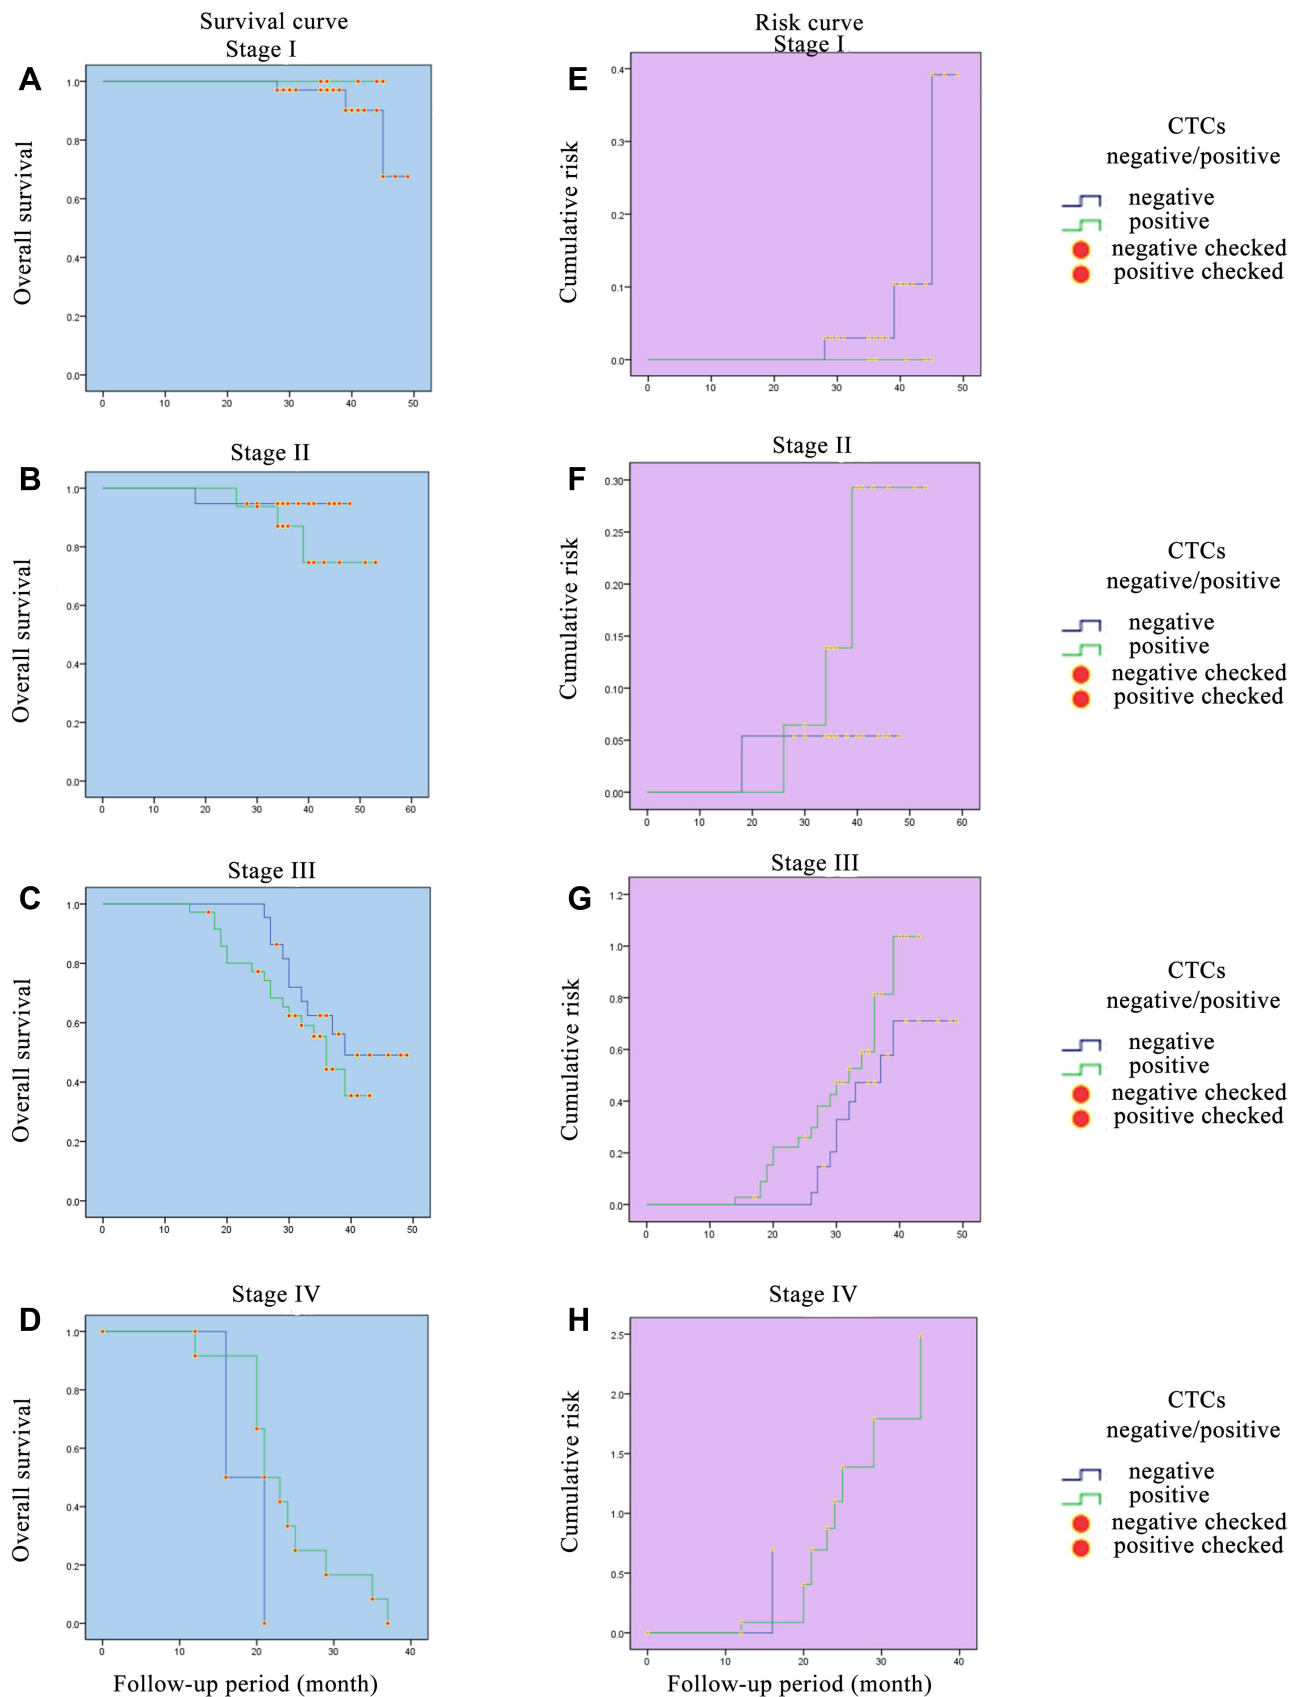 Survival curve
Stage I
A
Overall survival
1.0
0.8
0.6
0.4
0.2
0.0
0 10 20 30 40 50
Risk curve
Stage I
E
Cumulative risk
0.4
0.3
0.2
0.1
0.0
0 10 20 30 40 50
CTCs
negative/positive
negative
positive
negative checked
positive checked
Stage II
B
Overall survival
1.0
0.8
0.6
0.4
0.2
0.0
0 10 20 30 40 50 60
Stage II
F
Cumulative risk
0.30
0.25
0.20
0.15
0.10
0.05
0.00
0 10 20 30 40 50 60
CTCs
negative/positive
negative
positive
negative checked
positive checked
Stage III
C
Overall survival
1.0
0.8
0.6
0.4
0.2
0.0
0 10 20 30 40 50
Stage III
G
Cumulative risk
1.2
1.0
0.8
0.6
0.4
0.2
0.0
0 10 20 30 40 50
CTCs
negative/positive
negative
positive
negative checked
positive checked
Stage IV
D
Overall survival
1.0
0.8
0.6
0.4
0.2
0.0
0 10 20 30 40
Follow-up period (month)
Stage IV
H
Cumulative risk
2.5
2.0
1.5
1.0
0.5
0.0
0 10 20 30 40
Follow-up period (month)
CTCs
negative/positive
negative
positive
negative checked
positive checked